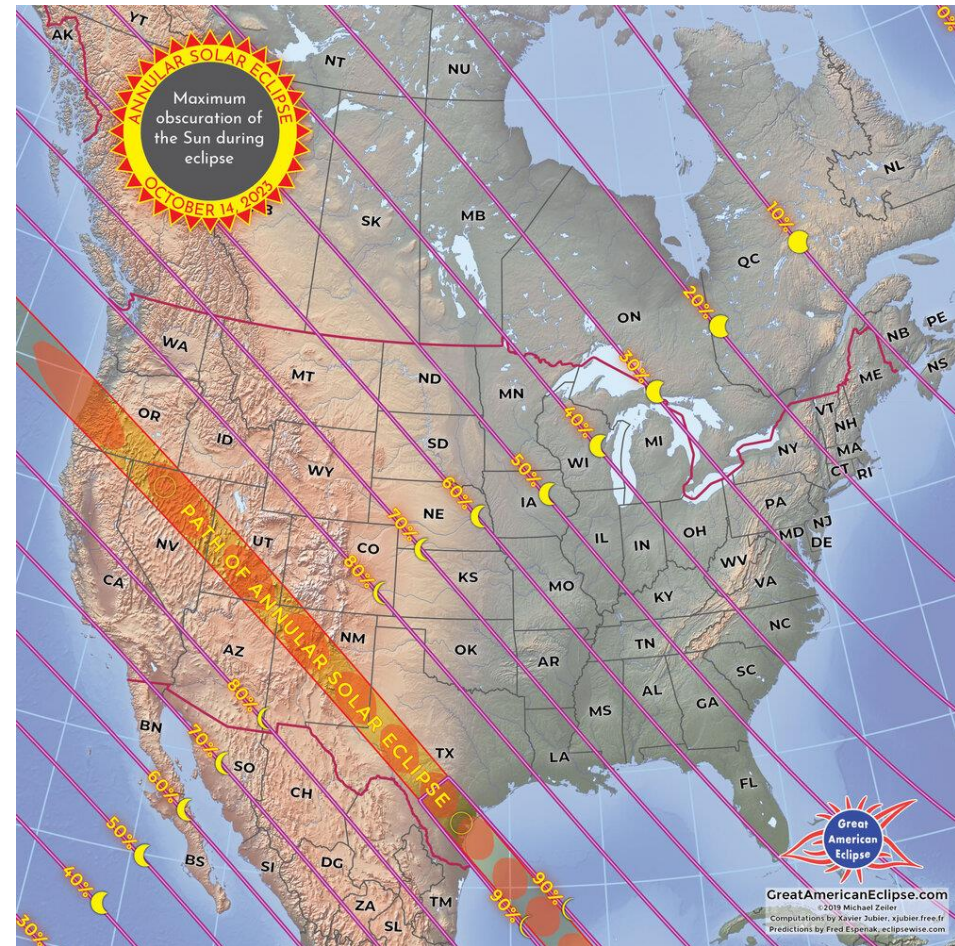 AK
YT
NT
NU
0%
ANNULAR SOLAR ECLIPSE
Maximum
obscuration of
the Sun during
eclipse
OCTOBER 14, 2023
SK
MB
NL
10%
QC
20%
ON
30%
NB
PE
NS
ME
WA
MT
ND
MN
40%
WI
MI
VT
NH
NY
MA
CT
RI
OR
ID
SD
WY
50%
IA
60%
NE
70%
PA
NJ
MD
DE
OH
IL
IN
WV
VA
NV
UT
CO
80%
KS
MO
KY
CA
PATH OF ANNULAR SOLAR ECLIPSE
NC
TN
AZ
NM
OK
AR
SC
80%
MS
AL
GA
BN
70%
SO
TX
LA
FL
60%
CH
50%
BS
SI
DG
40%
ZA
TM
SL
30%
90%
90%
Great
American
Eclipse
GreatAmericanEclipse.com
©2019 Michael Zeiler
Computations by Xavier Jubier, xjubier.free.fr
Predictions by Fred Espenak, eclipsewise.com